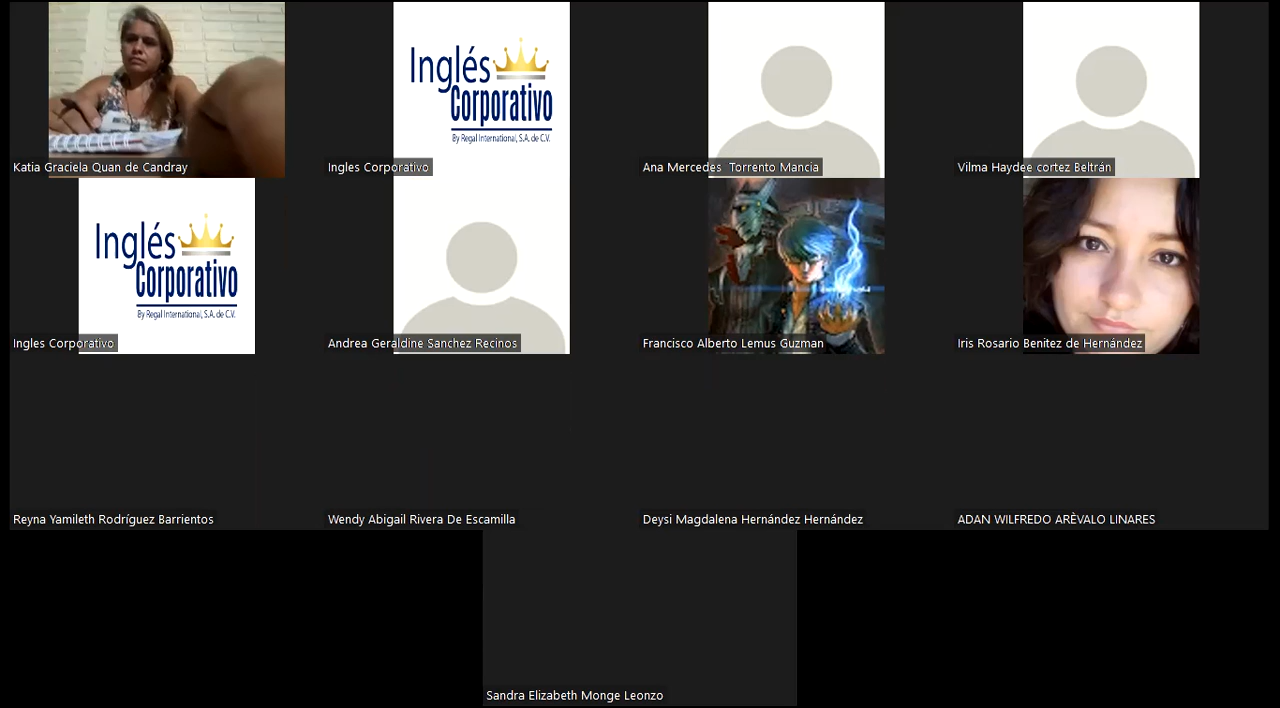 Inglés
Corporativo
By Regal International, S.A. de C.V.
Katia Graciela Quan de Candray
Ingles Corporativo
Ana Mercedes Torrento Mancia
Vilma Haydee cortez Beltrán
Inglés
Corporativo
By Regal International, S.A. de C.V.
Ingles Corporativo
Andrea Geraldine Sanchez Recinos
Francisco Alberto Lemus Guzman
Iris Rosario Benitez de Hernández
Reyna Yamileth Rodríguez Barrientos
Wendy Abigail Rivera De Escamilla
Deysi Magdalena Hernández Hernández
ADAN WILFREDO ARÈVALO LINARES
Sandra Elizabeth Monge Leonzo